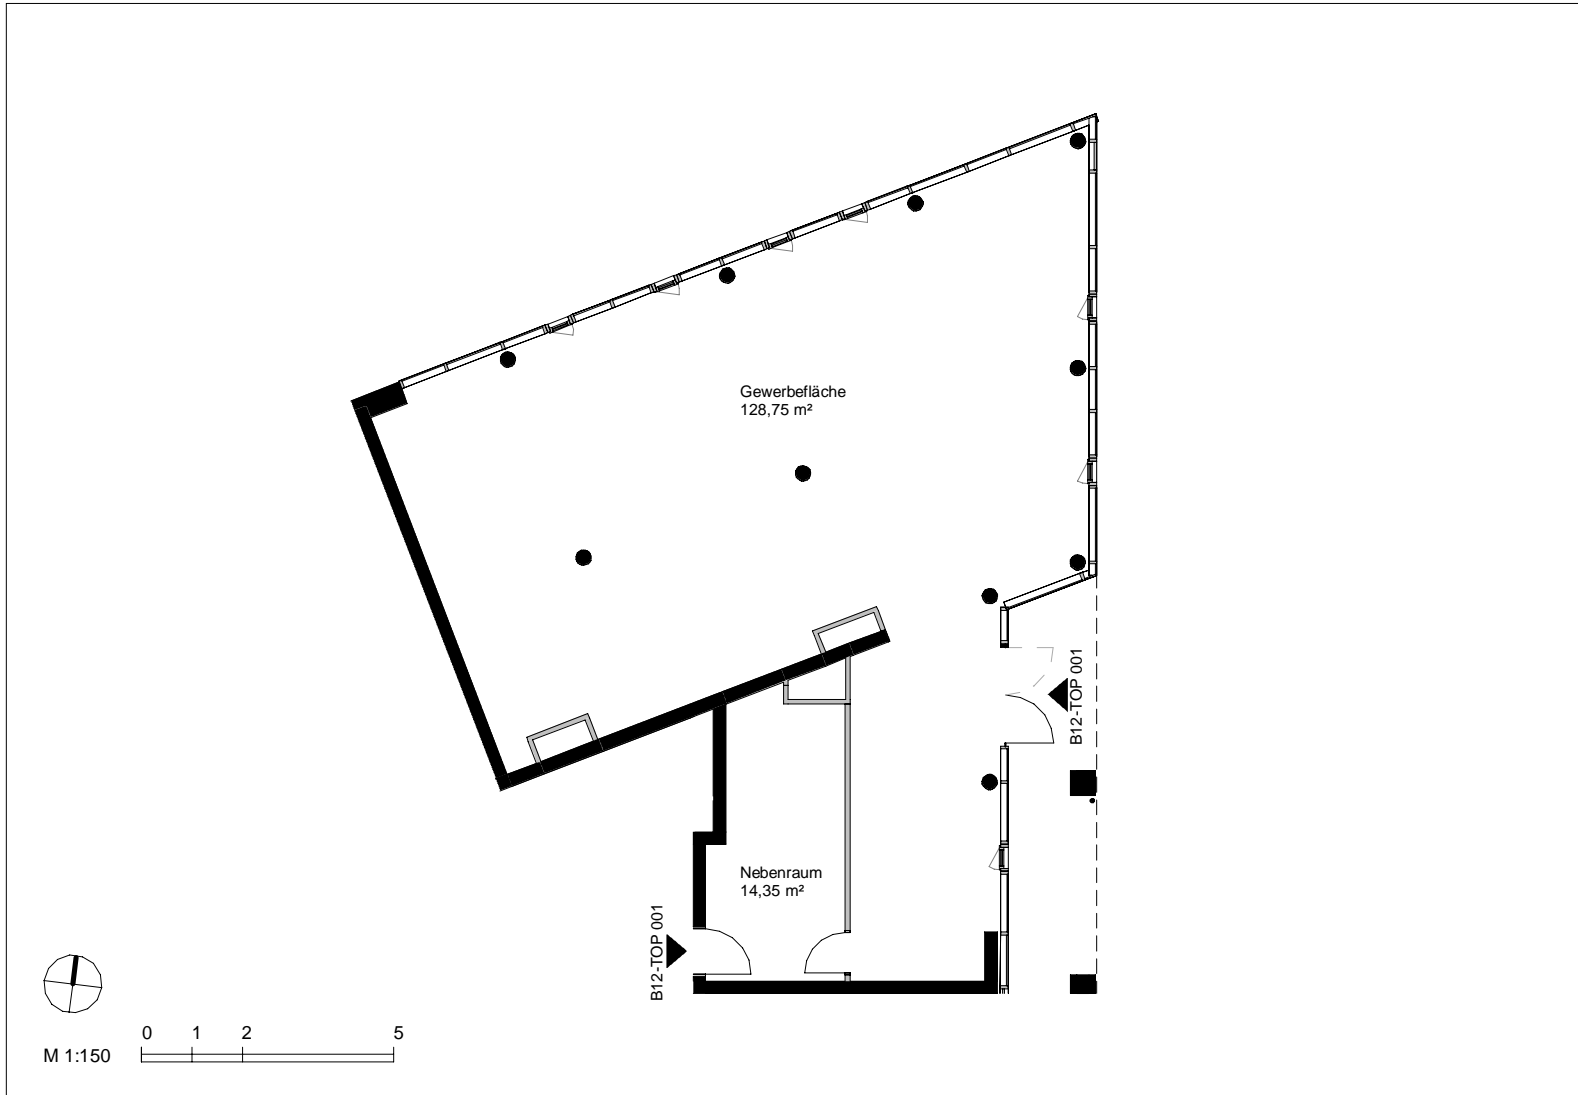 Gewerbefläche
128,75 m²
B12-TOP 001
Nebenraum
14,35 m²
B12-TOP 001
0 1 2 5
M 1:150